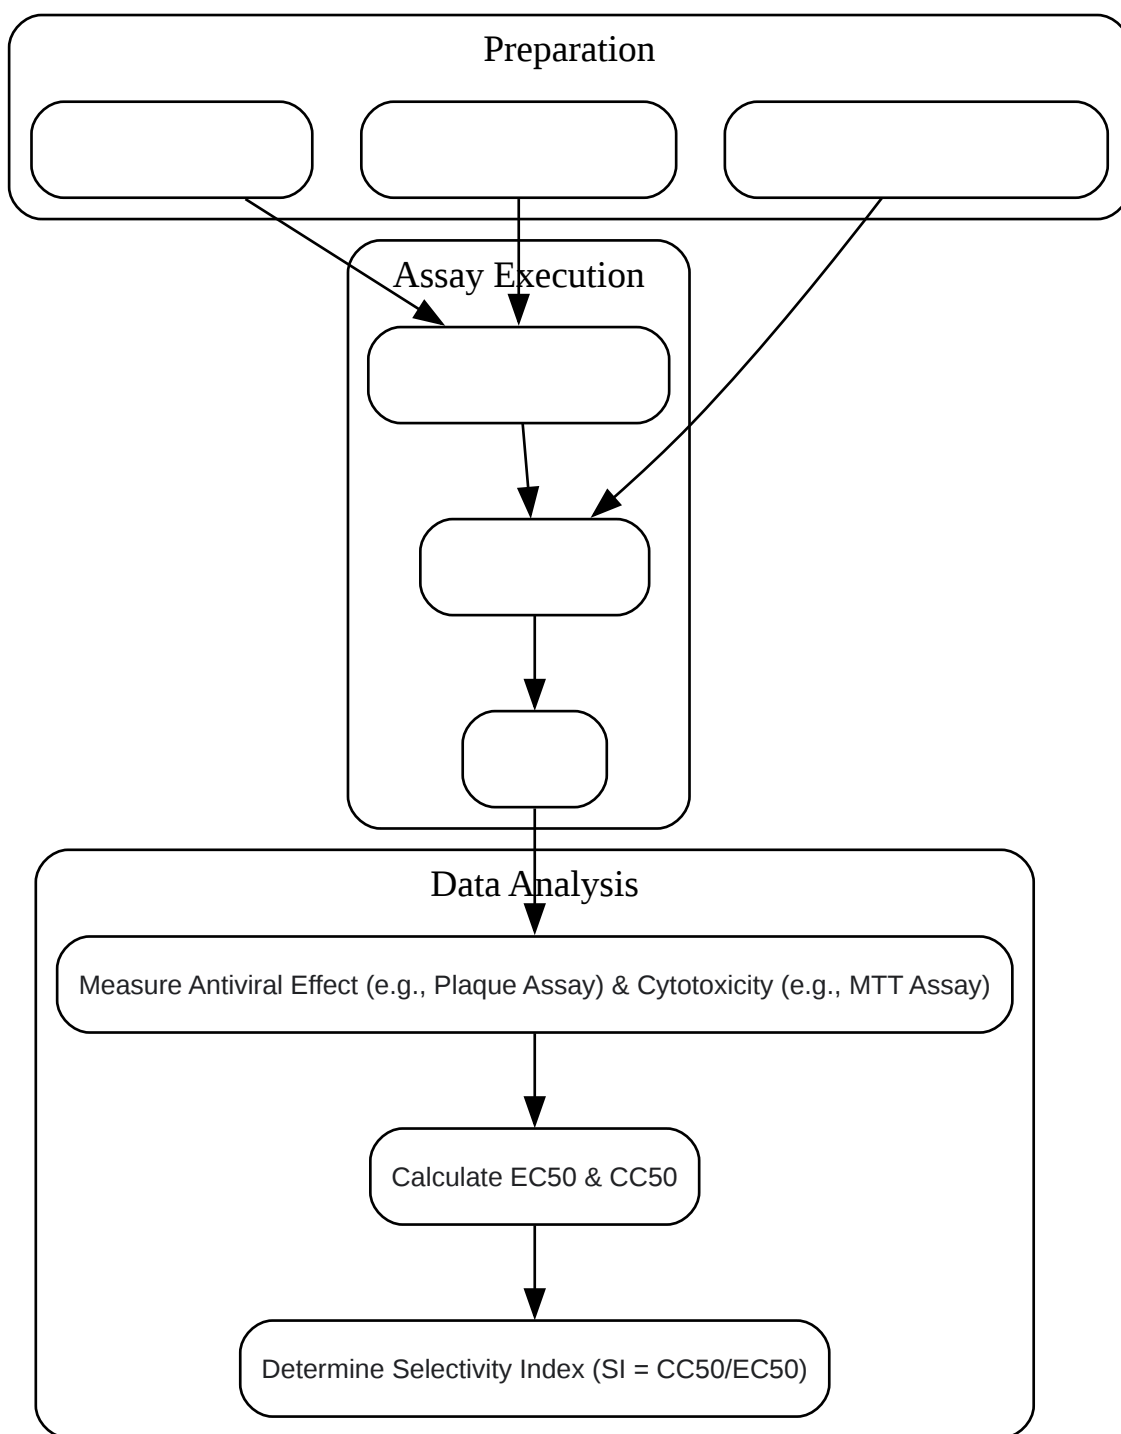 Preparation
Assay Execution
Data Analysis
Measure Antiviral Effect (e.g., Plaque Assay) & Cytotoxicity (e.g., MTT Assay)
Calculate EC50 & CC50
Determine Selectivity Index (SI = CC50/EC50)